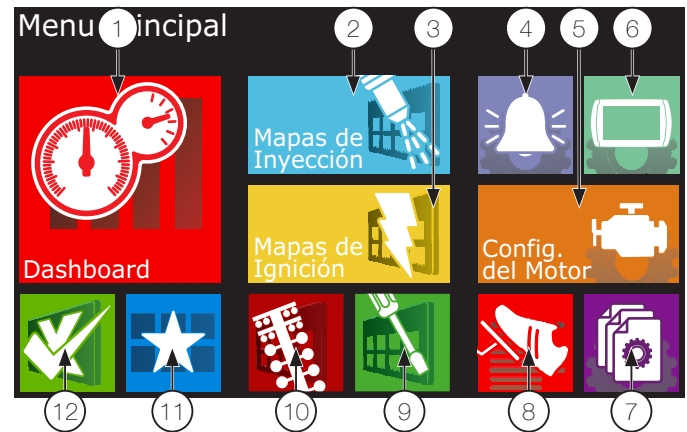 Menu Principal
1
2
3
4
5
6
Mapas de
Inyección
Dashboard
Mapas de
Ignición
Config.
del Motor
12
11
10
9
8
7